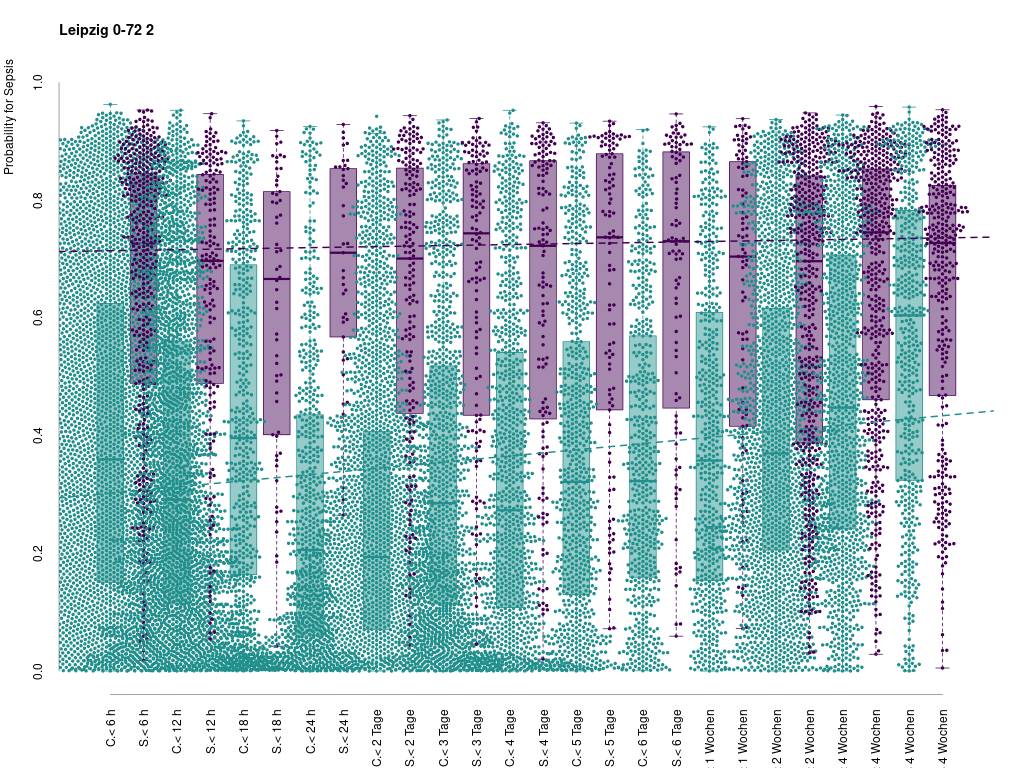 Leipzig 0-72 2
Probability for Sepsis
1.0
0.8
0.6
0.4
0.2
0.0
C.< 6 h
S.< 6 h
C.< 12 h
S.< 12 h
C.< 18 h
S.< 18 h
C.< 24 h
S.< 24 h
C.< 2 Tage
S.< 2 Tage
C.< 3 Tage
S.< 3 Tage
C.< 4 Tage
S.< 4 Tage
C.< 5 Tage
S.< 5 Tage
C.< 6 Tage
S.< 6 Tage
1 Wochen
1 Wochen
2 Wochen
2 Wochen
4 Wochen
4 Wochen
4 Wochen
4 Wochen